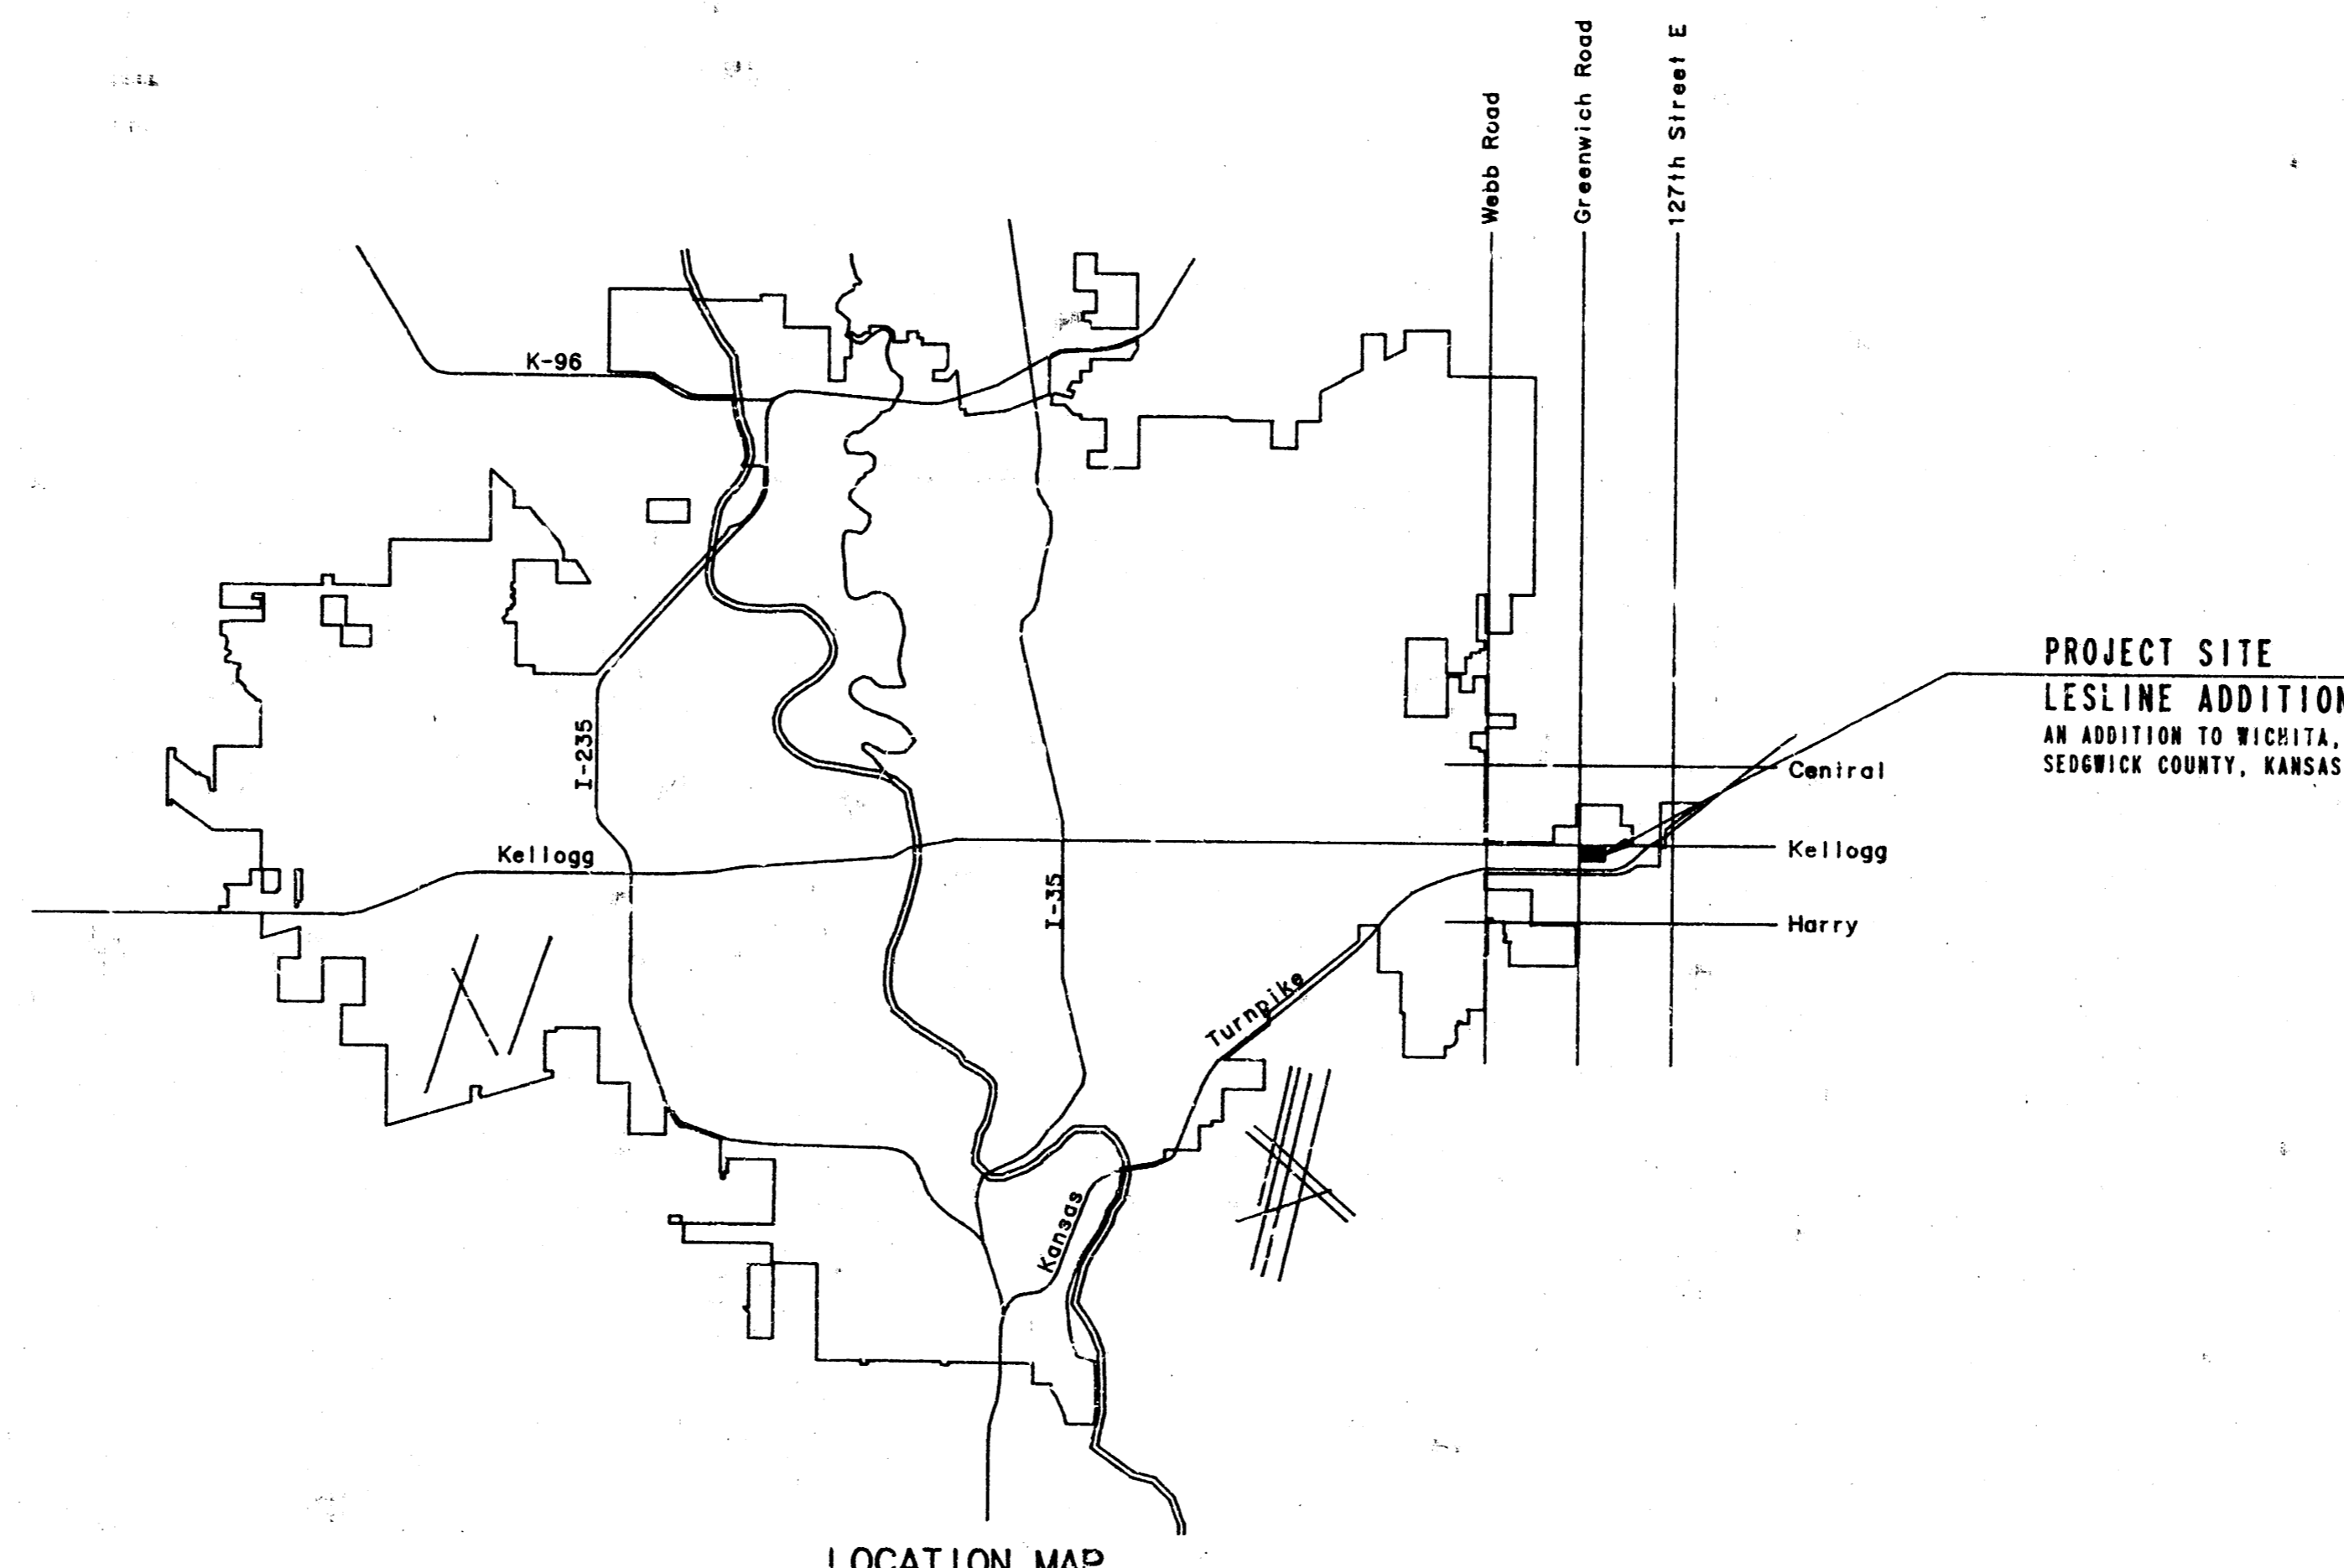 Webb Road
Greenwich Road
127th Street E
K-96
I-235
PROJECT SITE
LESLINE ADDITION
AN ADDITION TO WICHITA,
SEDGWICK COUNTY, KANSAS
Central
Kellogg
Kellogg
I-35
Harry
Turnpike
Kansas
LOCATION MAP